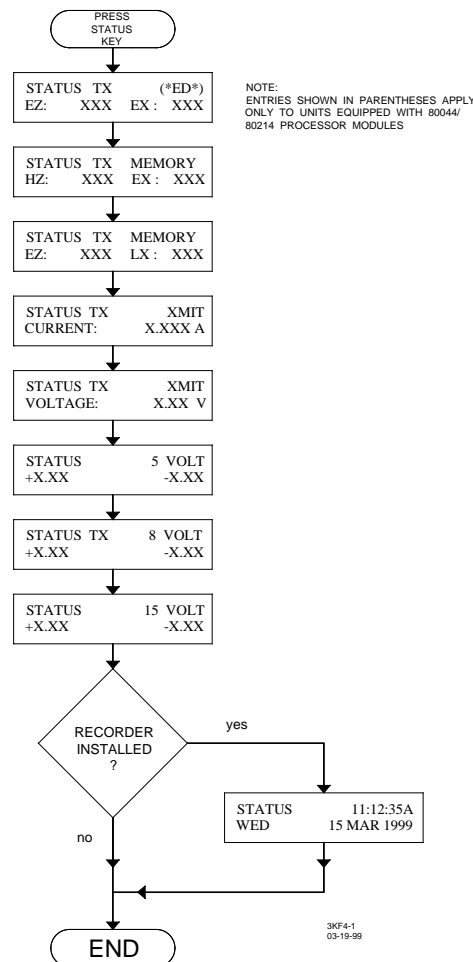 PRESS
STATUS
KEY
STATUS TX (*ED*)
EZ: XXX EX : XXX
NOTE:
ENTRIES SHOWN IN PARENTHESES APPLY
ONLY TO UNITS EQUIPPED WITH 80044/
80214 PROCESSOR MODULES
STATUS TX MEMORY
HZ: XXX EX : XXX
STATUS TX MEMORY
EZ: XXX LX : XXX
STATUS TX XMIT
CURRENT: X.XXX A
STATUS TX XMIT
VOLTAGE: X.XX V
STATUS 5 VOLT
+X.XX -X.XX
STATUS TX 8 VOLT
+X.XX -X.XX
STATUS 15 VOLT
+X.XX -X.XX
RECORDER
INSTALLED
?
yes
STATUS 11:12:35A
WED 15 MAR 1999
no
END
3KF4-1
03-19-99